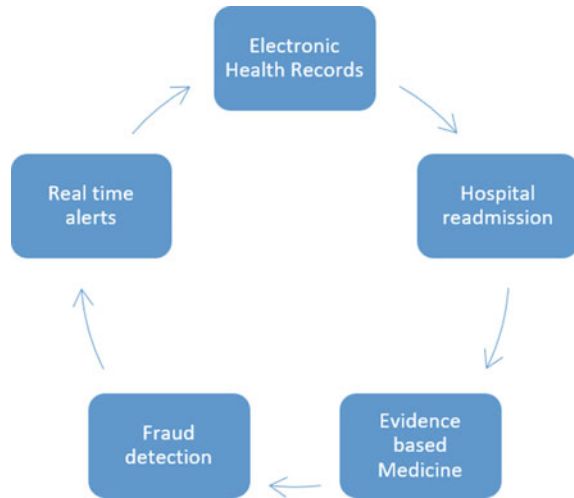 Electronic
Health Records
Hospital
readmission
Evidence
based
Medicine
Fraud
detection
Real time
alerts